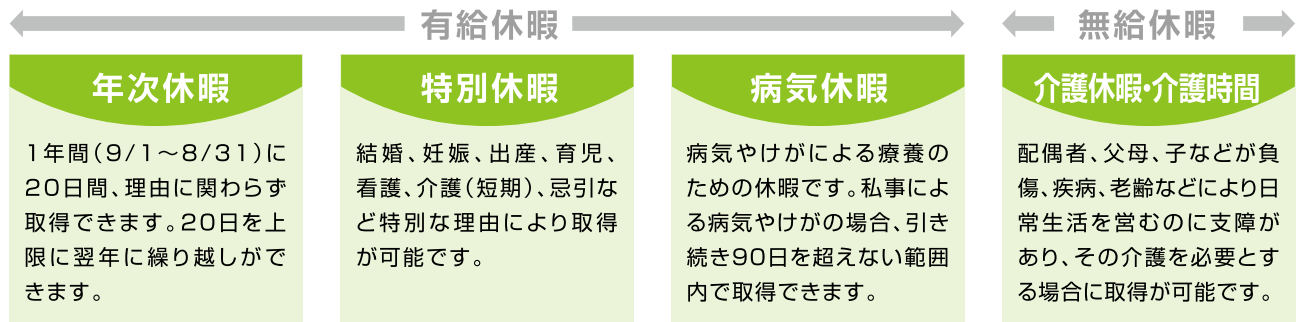 有給休暇
無給休暇
年次休暇
1年間(9/1～8/31)に
20日間、理由に関わらず
取得できます。20日を上
限に翌年に繰り越しがで
きます。
特別休暇
結婚、妊娠、出産、育児、
看護、介護(短期)、忌引な
ど特別な理由により取得
が可能です。
病気休暇
病気やけがによる療養の
ための休暇です。私事によ
る病気やけがの場合、引き
続き90日を超えない範囲
内で取得できます。
介護休暇・介護時間
配偶者、父母、子などが負
傷、疾病、老齢などにより日
常生活を営むのに支障が
あり、その介護を必要とす
る場合に取得が可能です。